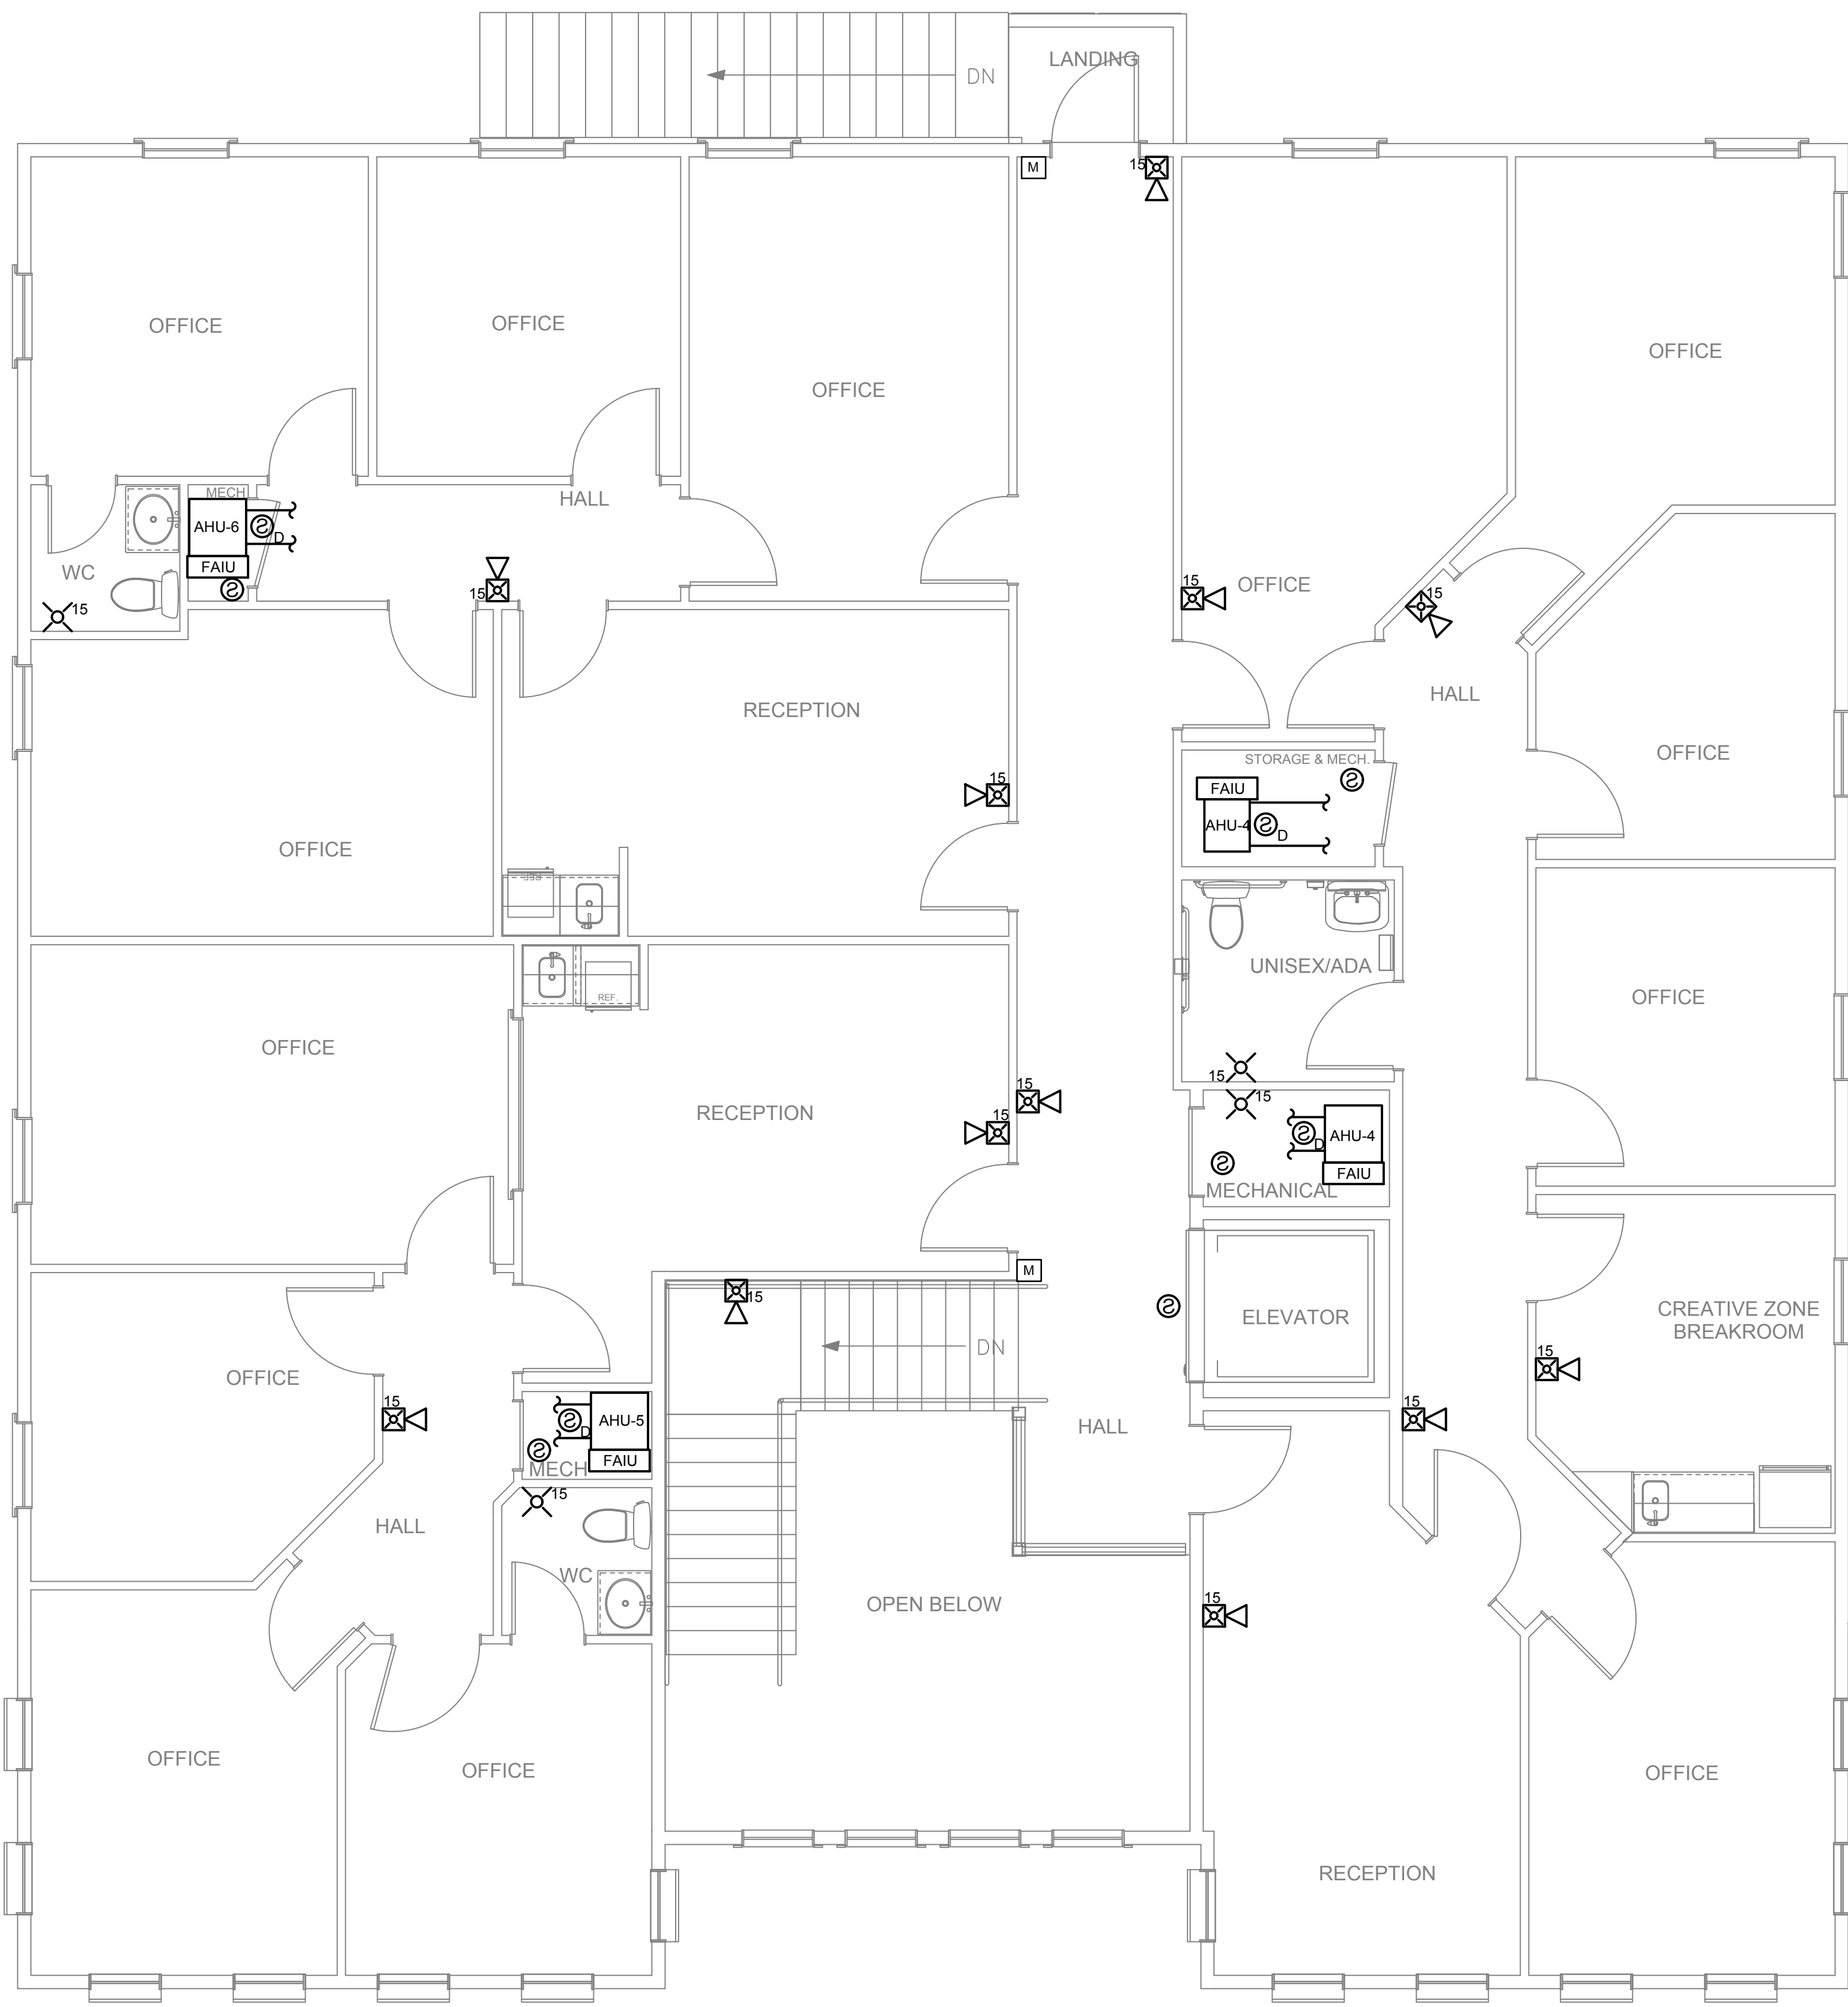 LANDING
DN
M
15
OFFICE
OFFICE
OFFICE
OFFICE
OFFICE
MECH
HALL
AHU-6
S
D
FAIU
S
WC
15
15
15
OFFICE
15
HALL
RECEPTION
OFFICE
STORAGE & MECH.
S
FAIU
15
AHU-4
S
D
OFFICE
REF.
UNISEX/ADA
REF.
OFFICE
OFFICE
15
15
15
RECEPTION
15
S
D
AHU-4
S
FAIU
MECHANICAL
M
15
S
ELEVATOR
CREATIVE ZONE
BREAKROOM
DN
OFFICE
15
15
S
D
AHU-5
15
HALL
S
FAIU
MECH
15
HALL
WC
OPEN BELOW
15
OFFICE
OFFICE
OFFICE
RECEPTION